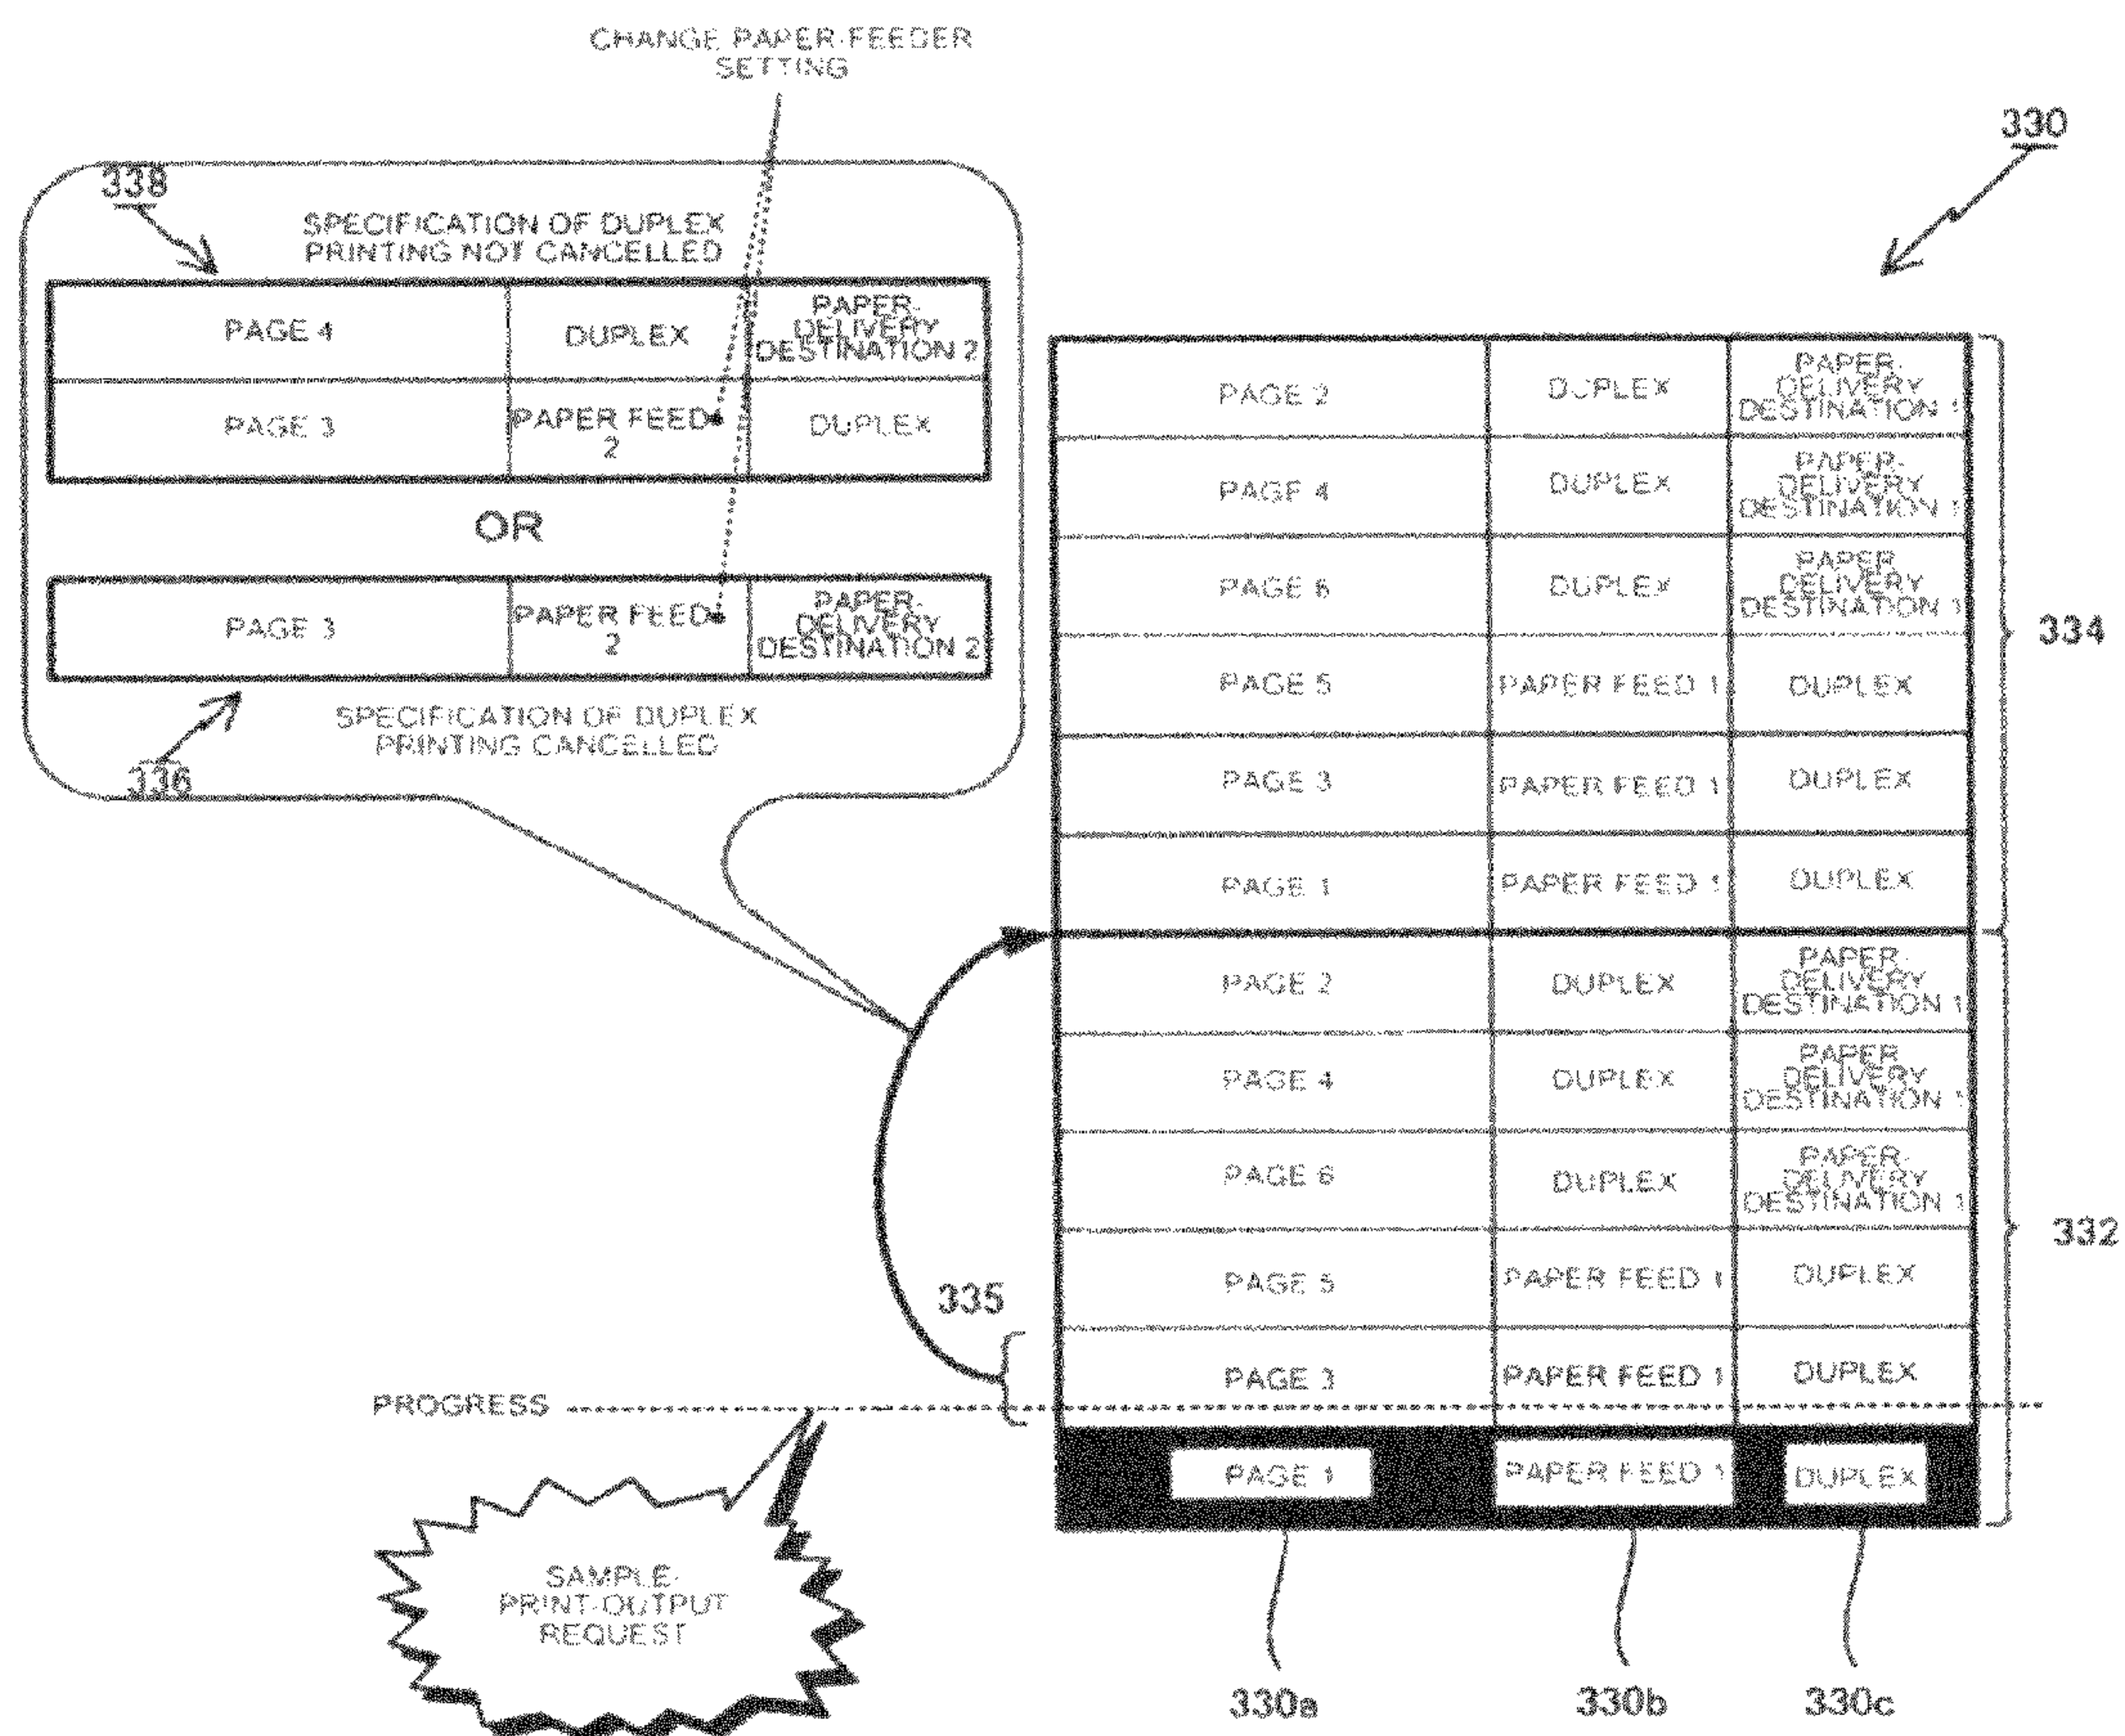 CHANGE PAPER-FEEDER
SETTING
330
338
SPECIFICATION OF DUPLEX
PRINTING NOT CANCELLED
PAGE 4
DUPLEX
PAPER-
DELIVERY
DESTINATION 2
PAGE 3
PAPER FEED
2
DUPLEX
OR
PAGE 3
PAPER FEED
2
PAPER-
DELIVERY
DESTINATION 2
SPECIFICATION OF DUPLEX
PRINTING CANCELLED
336
PAGE 2
DUPLEX
PAPER-
DELIVERY
DESTINATION 1
PAGE 4
DUPLEX
PAPER-
DELIVERY
DESTINATION 1
PAGE 6
DUPLEX
PAPER
DELIVERY
DESTINATION 1
334
PAGE 5
PAPER FEED 1
DUPLEX
PAGE 3
PAPER FEED 1
DUPLEX
PAGE 1
PAPER FEED 1
DUPLEX
PAGE 2
DUPLEX
PAPER-
DELIVERY
DESTINATION 1
PAGE 4
DUPLEX
PAPER
DELIVERY
DESTINATION 1
PAGE 6
DUPLEX
PAPER-
DELIVERY
DESTINATION 1
332
PAGE 5
PAPER FEED 1
DUPLEX
335
PAGE 3
PAPER FEED 1
DUPLEX
PROGRESS
PAGE 1
PAPER FEED 1
DUPLEX
SAMPLE-
PRINT-OUTPUT
REQUEST
330a
330b
330c